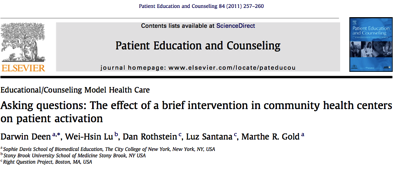 Patient Education and Counseling 84 (2011) 257–260
Contents lists available at ScienceDirect
Patient Education and Counseling
ELSEVIER
journal homepage: www.elsevier.com/locate/pateducou
Educational/Counseling Model Health Care
Asking questions: The effect of a brief intervention in community health centers
on patient activation
Darwin Deen a,*, Wei-Hsin Lu b, Dan Rothstein c, Luz Santana c, Marthe R. Gold a
a Sophie Davis School of Biomedical Education, The City College of New York, New York, NY, USA
b Stony Brook University School of Medicine Stony Brook, NY USA
c Right Question Project, Boston, MA, USA